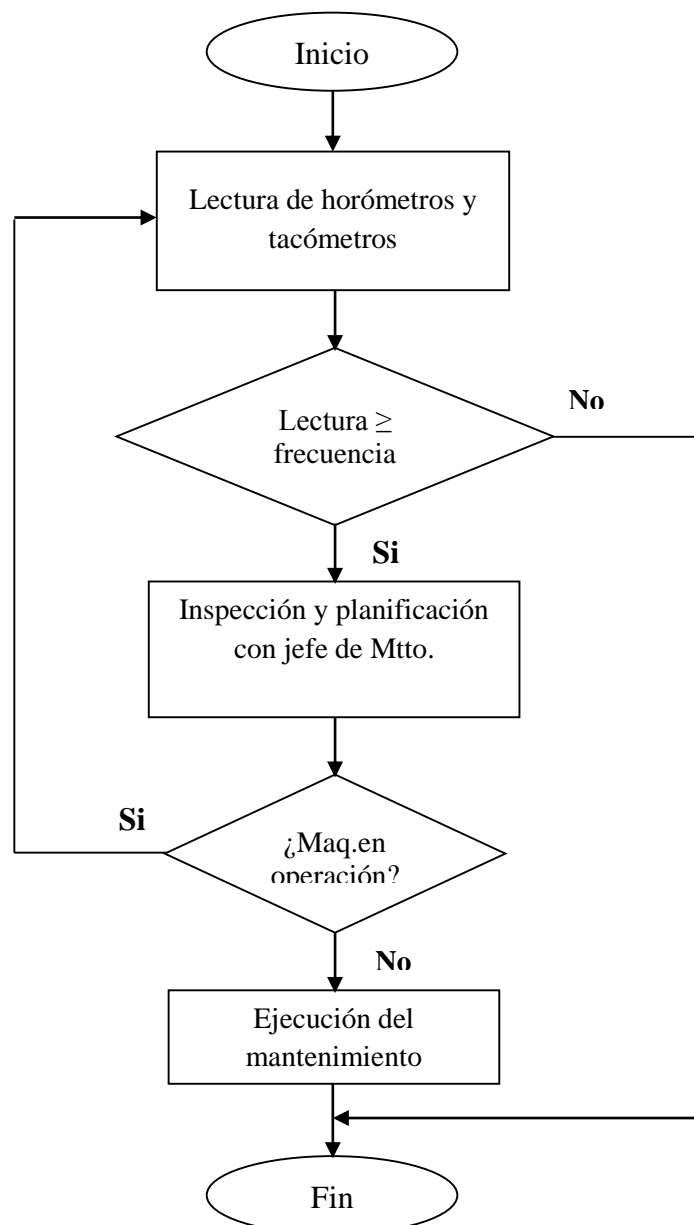 Inicio
Lectura de horómetros y
tacómetros
Lectura ≥
frecuencia
No
Si
Inspección y planificación
con jefe de Mtto.
Si
¿Maq.en
operación?
No
Ejecución del
mantenimiento
Fin